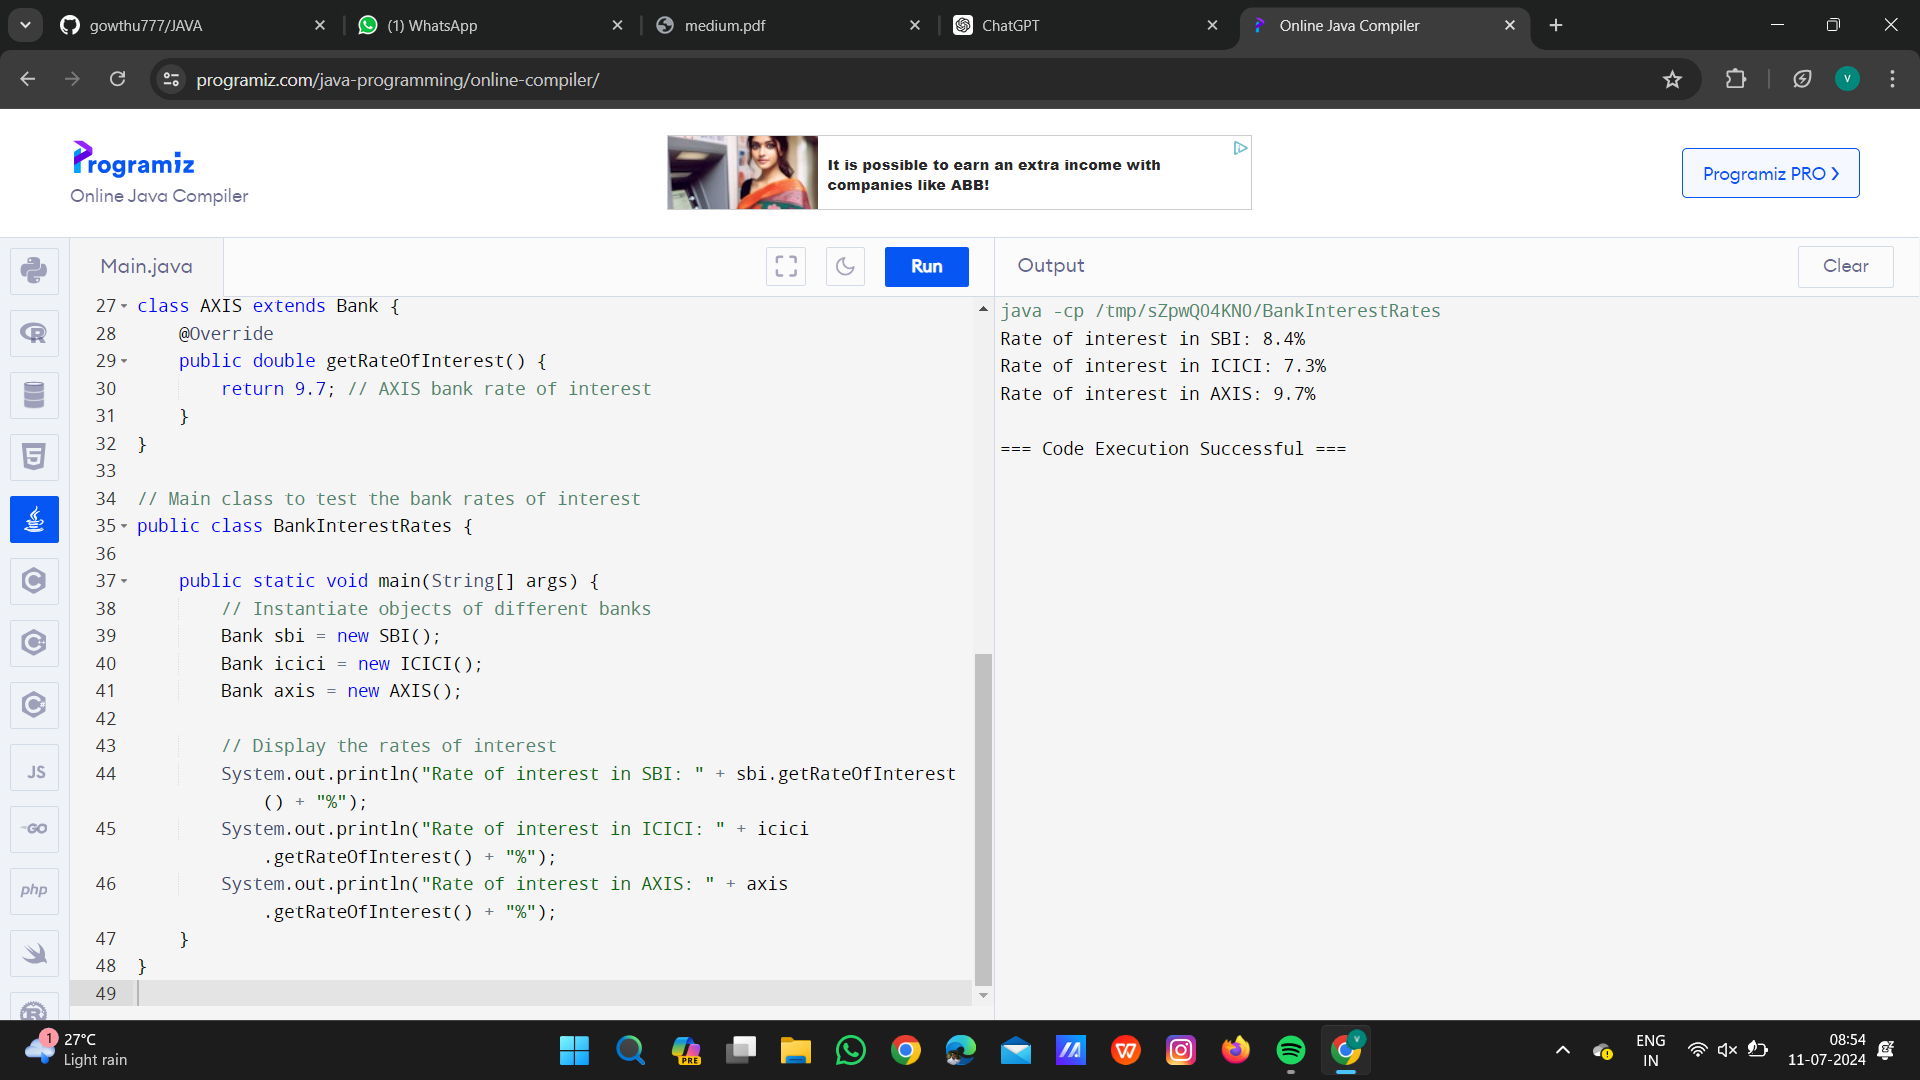 gowthu777/JAVA
(1) WhatsApp
medium.pdf
ChatGPT
Online Java Compiler
programiz.com/java-programming/online-compiler/
V
Programiz
Online Java Compiler
It is possible to earn an extra income with
companies like ABB!
Programiz PRO
Main.java
Run
Output
Clear
27 class AXIS extends Bank {
28 @Override
29 public double getRateOfInterest() {
30 return 9.7; // AXIS bank rate of interest
31 }
32 }
33
34 // Main class to test the bank rates of interest
35 public class BankInterestRates {
36
37 public static void main(String[] args) {
38 // Instantiate objects of different banks
39 Bank sbi = new SBI();
40 Bank icici = new ICICI();
41 Bank axis = new AXIS();
42
43 // Display the rates of interest
44 System.out.println("Rate of interest in SBI: " + sbi.getRateOfInterest
() + "%");
45 System.out.println("Rate of interest in ICICI: " + icici
.getRateOfInterest() + "%");
46 System.out.println("Rate of interest in AXIS: " + axis
.getRateOfInterest() + "%");
47 }
48 }
49
java -cp /tmp/sZpwQO4KNO/BankInterestRates
Rate of interest in SBI: 8.4%
Rate of interest in ICICI: 7.3%
Rate of interest in AXIS: 9.7%
=== Code Execution Successful ===
JS
GO
php
1
27°C
Light rain
PRE
V
ENG
IN
08:54
11-07-2024